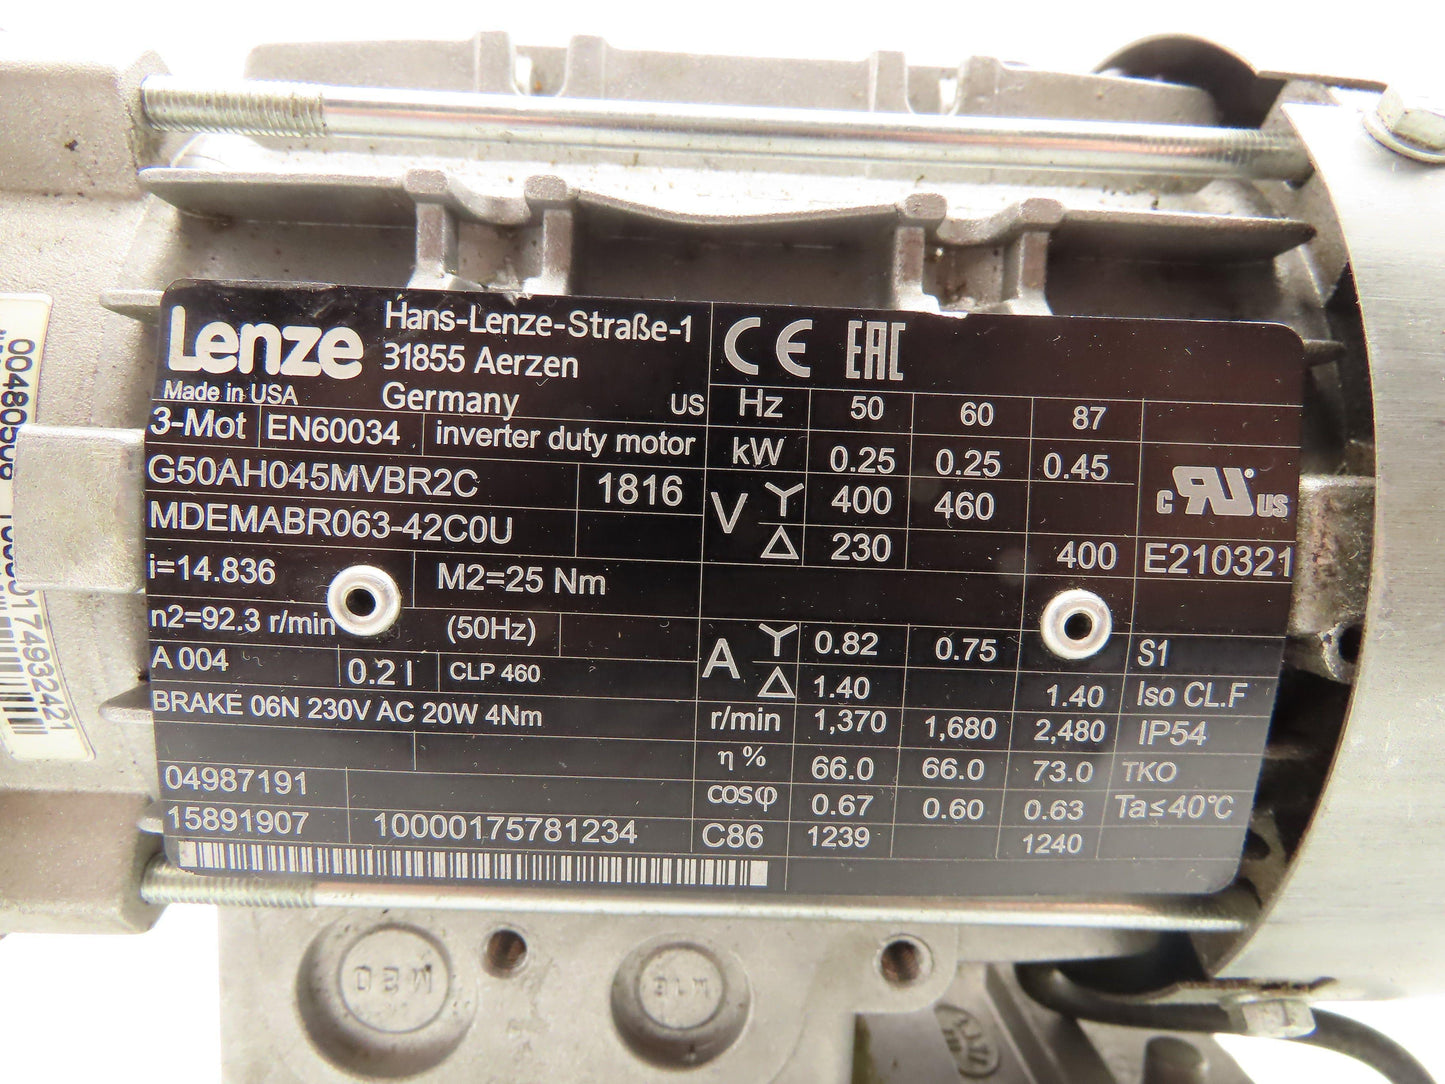 Lenze
Hans-Lenze-Straße-1
31855 Aerzen
Germany
Made in USA
US
CE EAC
3-Mot EN60034 inverter duty motor
G50AH045MVBR2C 1816
MDEMABR063-42C0U
i=14.836 M2=25 Nm
n2=92.3 r/min (50Hz)
A 004 0.2 l CLP 460
BRAKE 06N 230V AC 20W 4Nm
04987191
15891907 10000175781234
Hz 50 60 87
kW 0.25 0.25 0.45
V Y 400 460
△ 230 400
A Y 0.82 0.75
△ 1.40 1.40
r/min 1,370 1,680 2,480
η % 66.0 66.0 73.0
cosφ 0.67 0.60 0.63
C86 1239 1240
c RU ® US
E210321
S1
Iso CL.F
IP54
TKO
Ta≤40°C
M20
M16